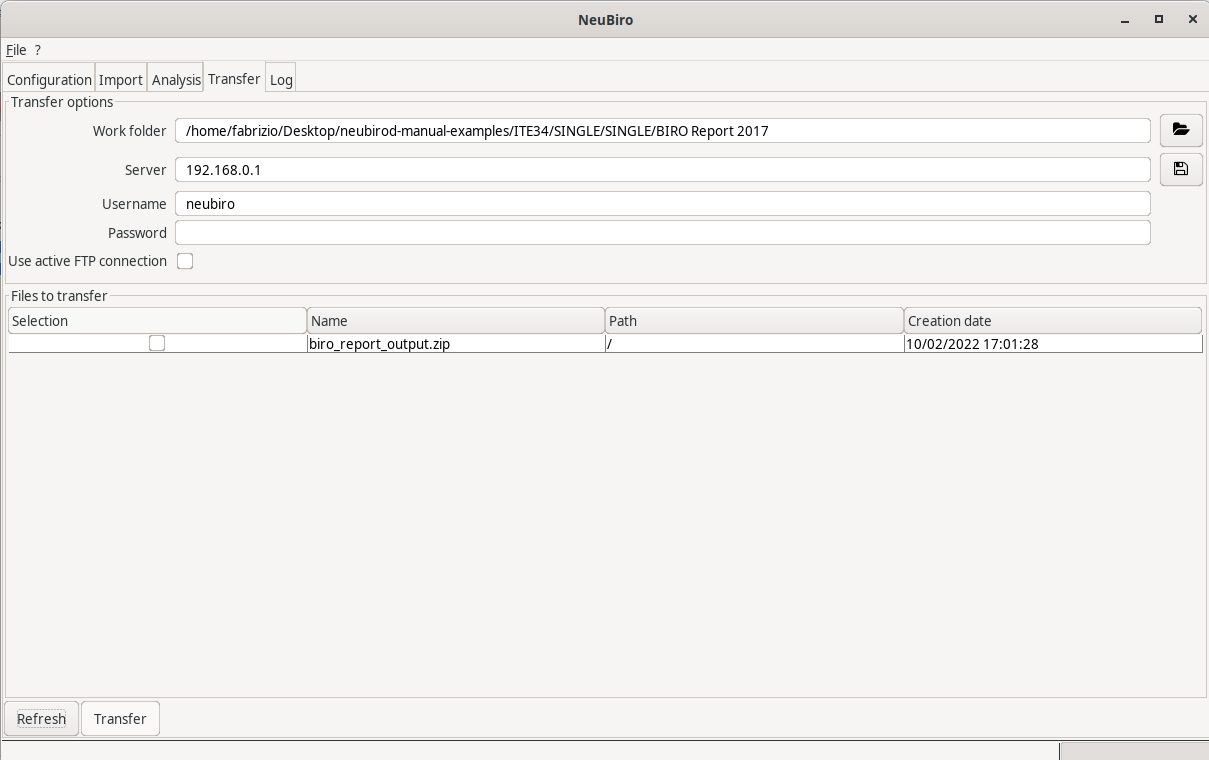 NeuBiro
File ?
Configuration Import Analysis Transfer Log
Transfer options
Work folder /home/fabrizio/Desktop/neubirod-manual-examples/ITE34/SINGLE/SINGLE/BIRO Report 2017
Server 192.168.0.1
Username neubiro
Password
Use active FTP connection
Files to transfer
Selection Name Path Creation date
biro_report_output.zip / 10/02/2022 17:01:28
Refresh Transfer